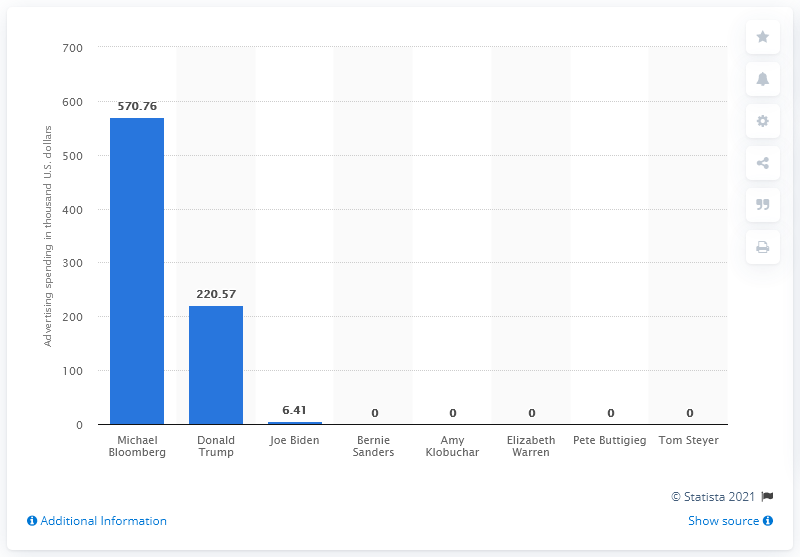 Advertising spending in thousand U.S. dollars
700
600
500
400
300
200
100
0
570.76
220.57
6.41
0
0
0
0
0
Michael
Bloomberg
Donald
Trump
Joe Biden
Bernie
Sanders
Amy
Klobuchar
Elizabeth
Warren
Pete Buttigieg
Tom Steyer
© Statista 2021
Additional Information
Show source